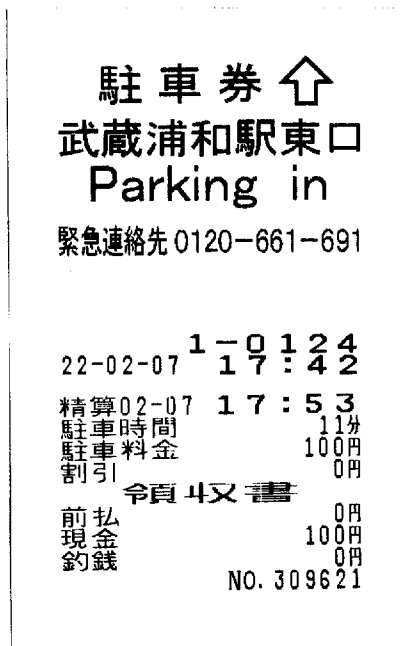 駐車券⇧
武蔵浦和駅東口
Parking in
緊急連絡先 0120-661-691
1-0124
22-02-07 17:42
精算02-07 17:53
駐車時間 11分
駐車料金 100円
割引 0円
領収書
前払 0円
現金 100円
釣銭 0円
NO. 309621